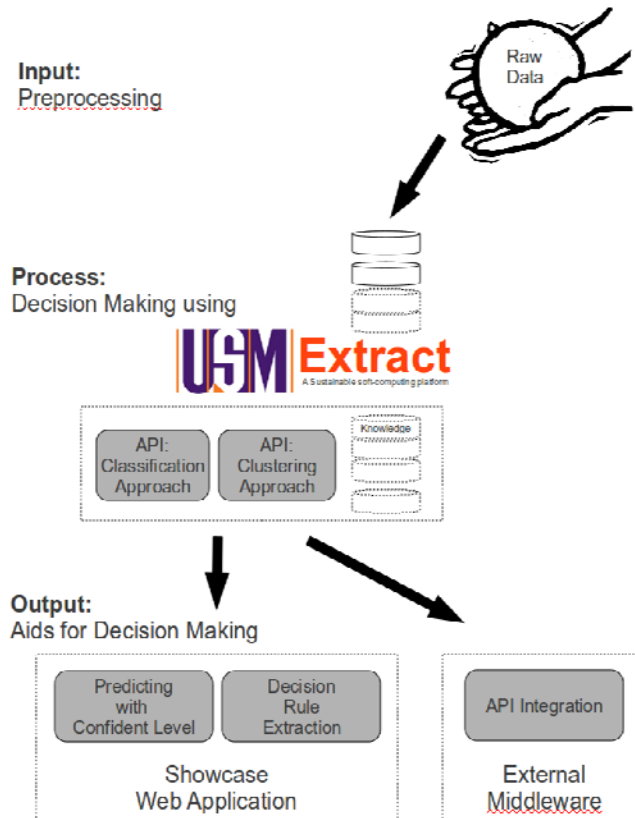 Raw
Data
Input:
Preprocessing
Process:
Decision Making using
USM Extract
A Sustainable soft-computing platform
API:
Classification
Approach
API:
Clustering
Approach
Knowledge
Output:
Aids for Decision Making
Predicting
with
Confident Level
Decision
Rule
Extraction
API Integration
Showcase
Web Application
External
Middleware